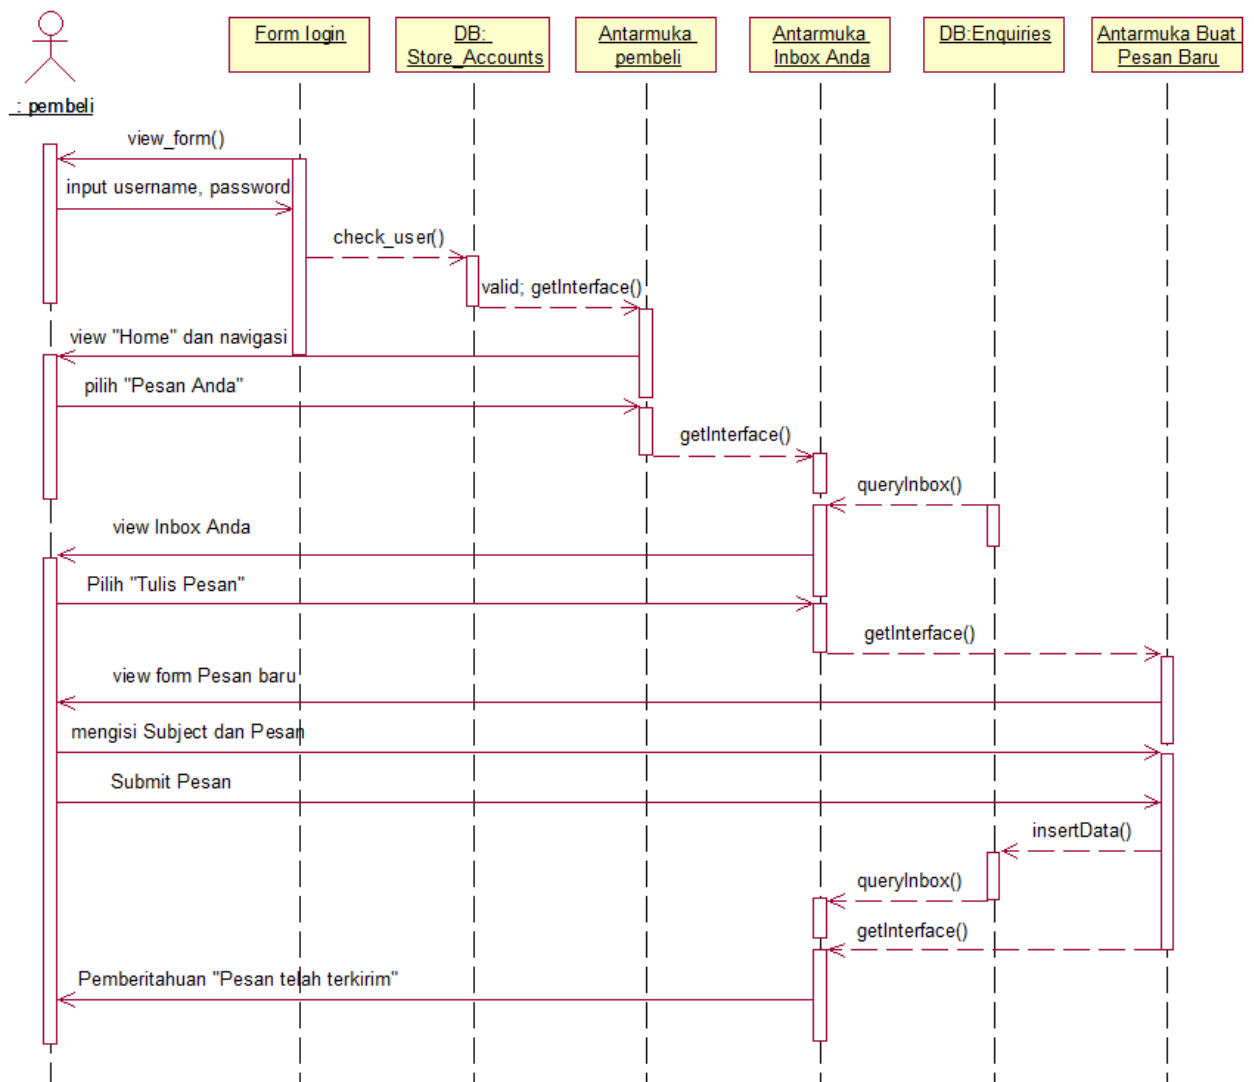 Form login
DB:
Store_Accounts
Antarmuka
pembeli
Antarmuka
Inbox Anda
DB:Enquiries
Antarmuka Buat
Pesan Baru
: pembeli
view_form()
input username, password
check_user()
valid; getInterface()
view "Home" dan navigasi
pilih "Pesan Anda"
getInterface()
queryInbox()
view Inbox Anda
Pilih "Tulis Pesan"
getInterface()
view form Pesan baru
mengisi Subject dan Pesan
Submit Pesan
insertData()
queryInbox()
getInterface()
Pemberitahuan "Pesan telah terkirim"